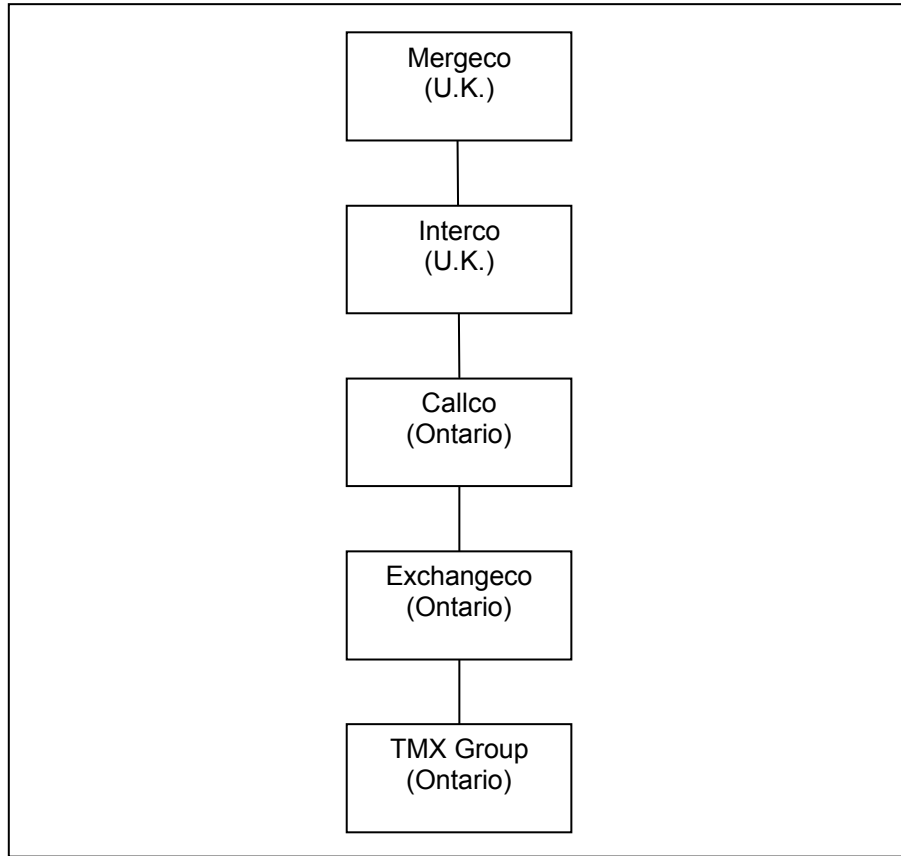 Mergeco
(U.K.)
Interco
(U.K.)
Callco
(Ontario)
Exchangeco
(Ontario)
TMX Group
(Ontario)